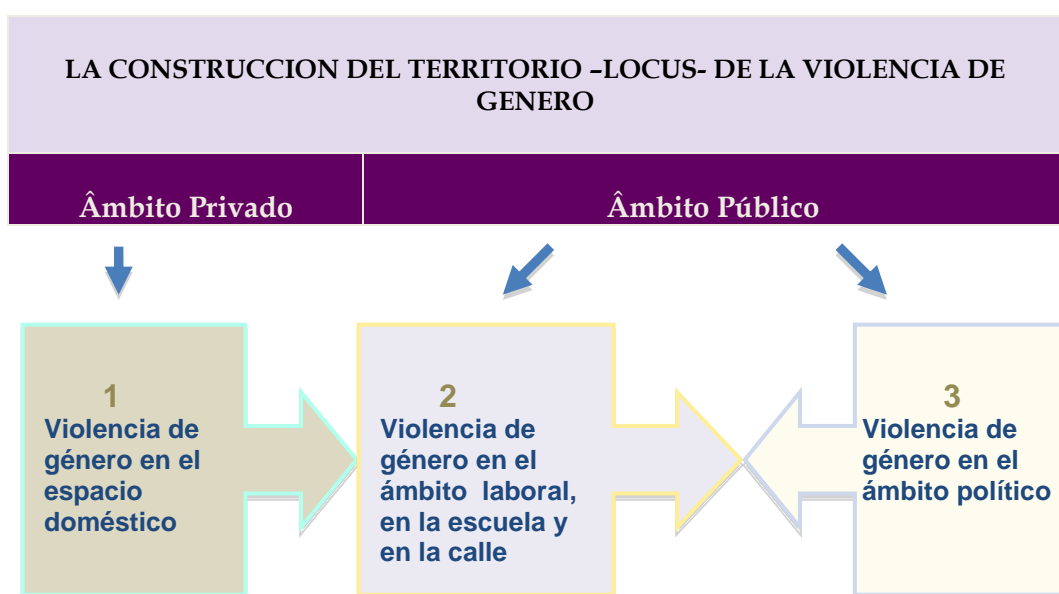 LA CONSTRUCCION DEL TERRITORIO –LOCUS- DE LA VIOLENCIA DE
GENERO
Âmbito Privado
Âmbito Público
1
Violencia de
género en el
espacio
doméstico
2
Violencia de
género en el
ámbito laboral,
en la escuela y
en la calle
3
Violencia de
género en el
ámbito político